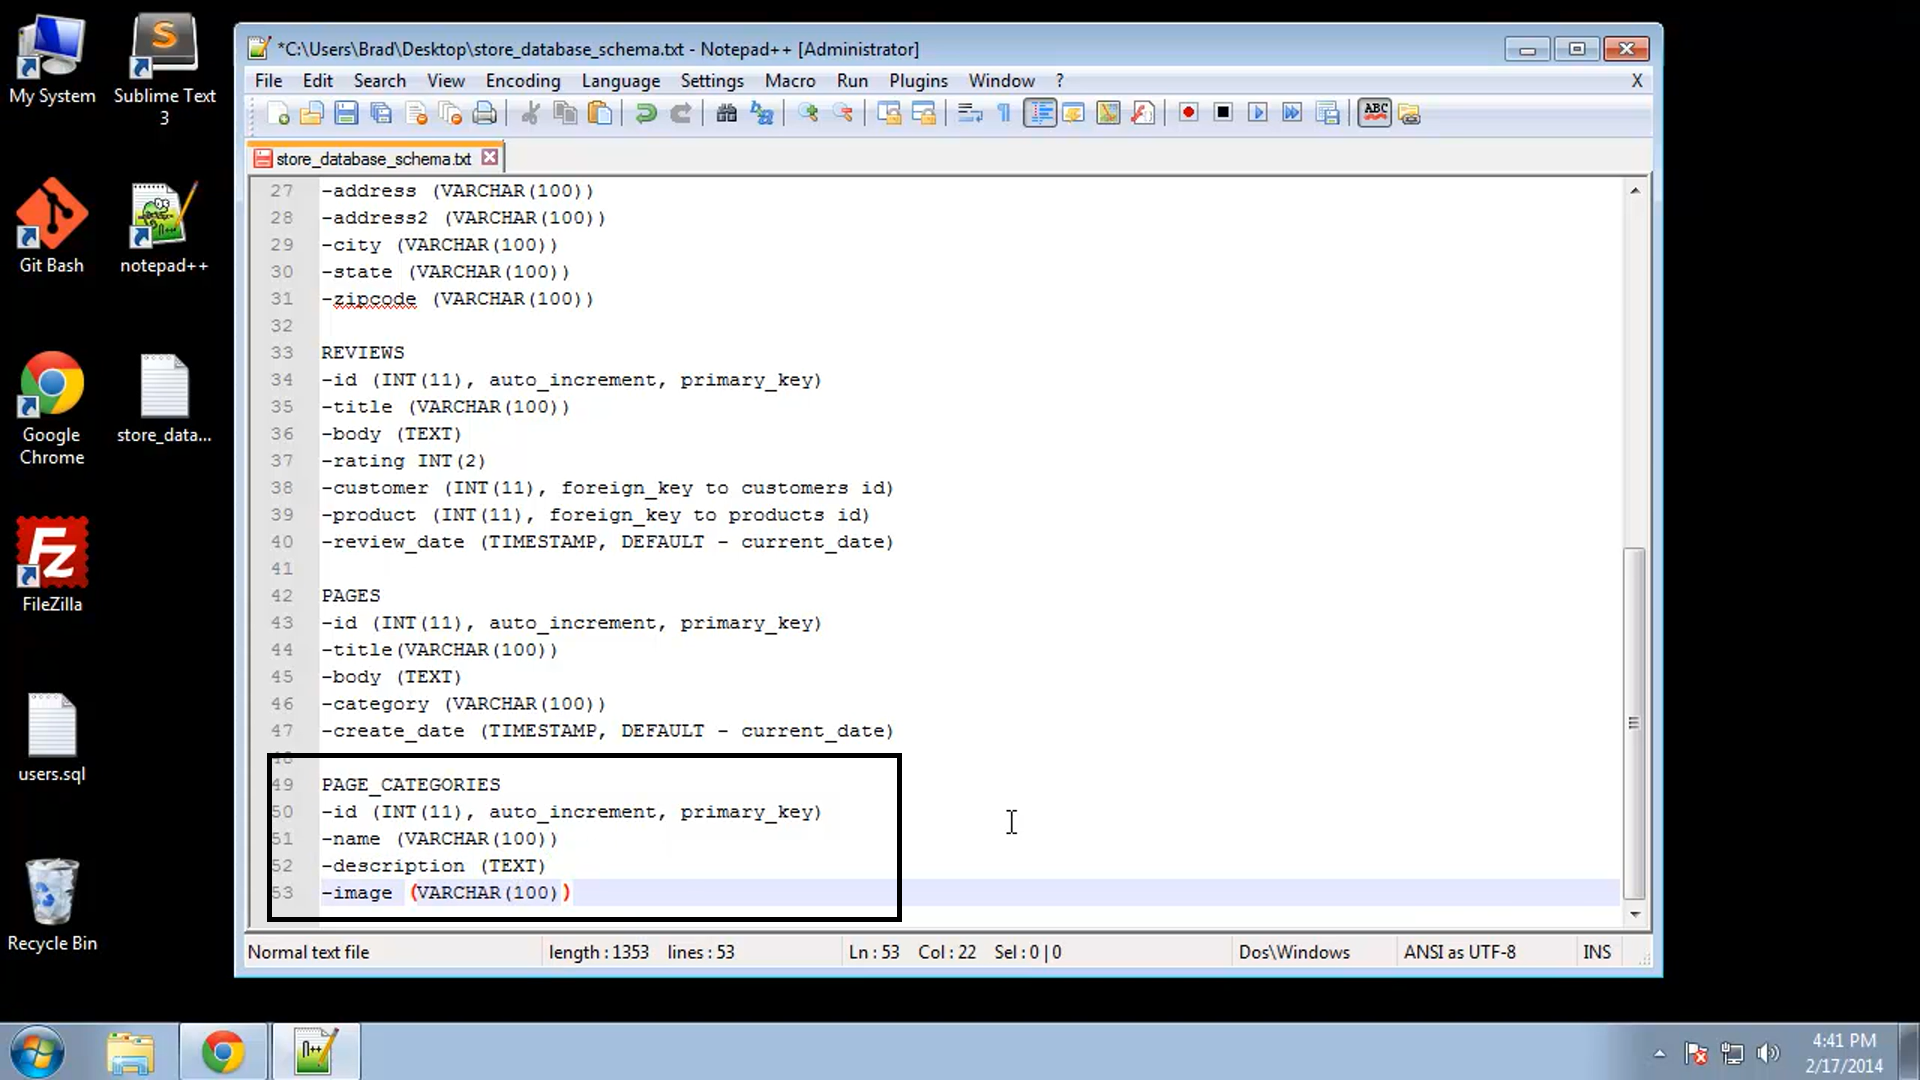 My System
Sublime Text
3
Git Bash
notepad++
Google
Chrome
store_data...
FileZilla
users.sql
Recycle Bin
*C:\Users\Brad\Desktop\store_database_schema.txt - Notepad++ [Administrator]
File Edit Search View Encoding Language Settings Macro Run Plugins Window ? X
ABC
store_database_schema.txt
27 -address (VARCHAR(100))
28 -address2 (VARCHAR(100))
29 -city (VARCHAR(100))
30 -state (VARCHAR(100))
31 -zipcode (VARCHAR(100))
32
33 REVIEWS
34 -id (INT(11), auto_increment, primary_key)
35 -title (VARCHAR(100))
36 -body (TEXT)
37 -rating INT(2)
38 -customer (INT(11), foreign_key to customers id)
39 -product (INT(11), foreign_key to products id)
40 -review_date (TIMESTAMP, DEFAULT - current_date)
41
42 PAGES
43 -id (INT(11), auto_increment, primary_key)
44 -title(VARCHAR(100))
45 -body (TEXT)
46 -category (VARCHAR(100))
47 -create_date (TIMESTAMP, DEFAULT - current_date)
48
49 PAGE_CATEGORIES
50 -id (INT(11), auto_increment, primary_key)
51 -name (VARCHAR(100))
52 -description (TEXT)
53 -image (VARCHAR(100))
Normal text file length : 1353 lines : 53 Ln : 53 Col : 22 Sel : 0 | 0 Dos\Windows ANSI as UTF-8 INS
4:41 PM
2/17/2014